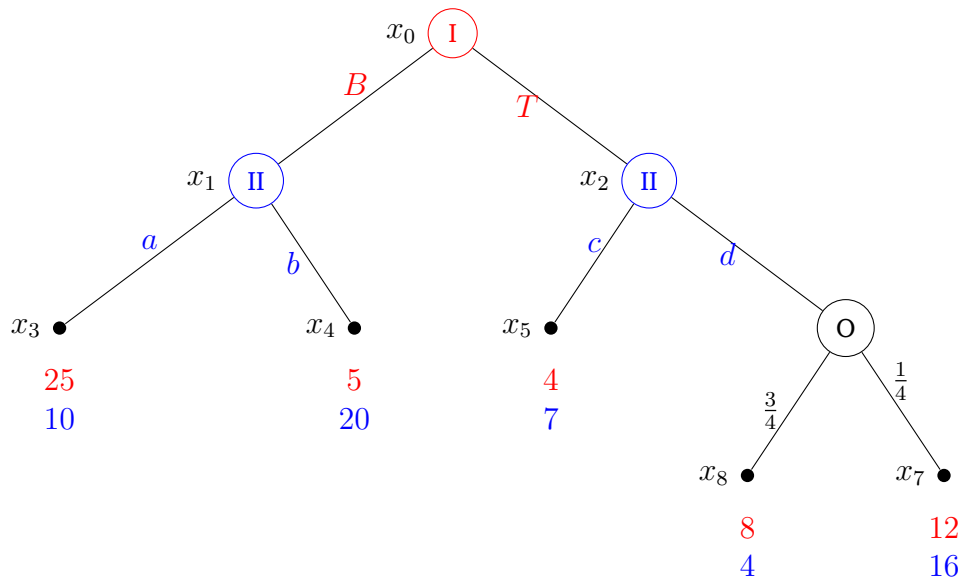 x₀ I
B T
x₁ II x₂ II
a b c d
x₃ x₄ x₅ O
25 5 4
10 20 7
3/4 1/4
x₈ x₇
8 12
4 16